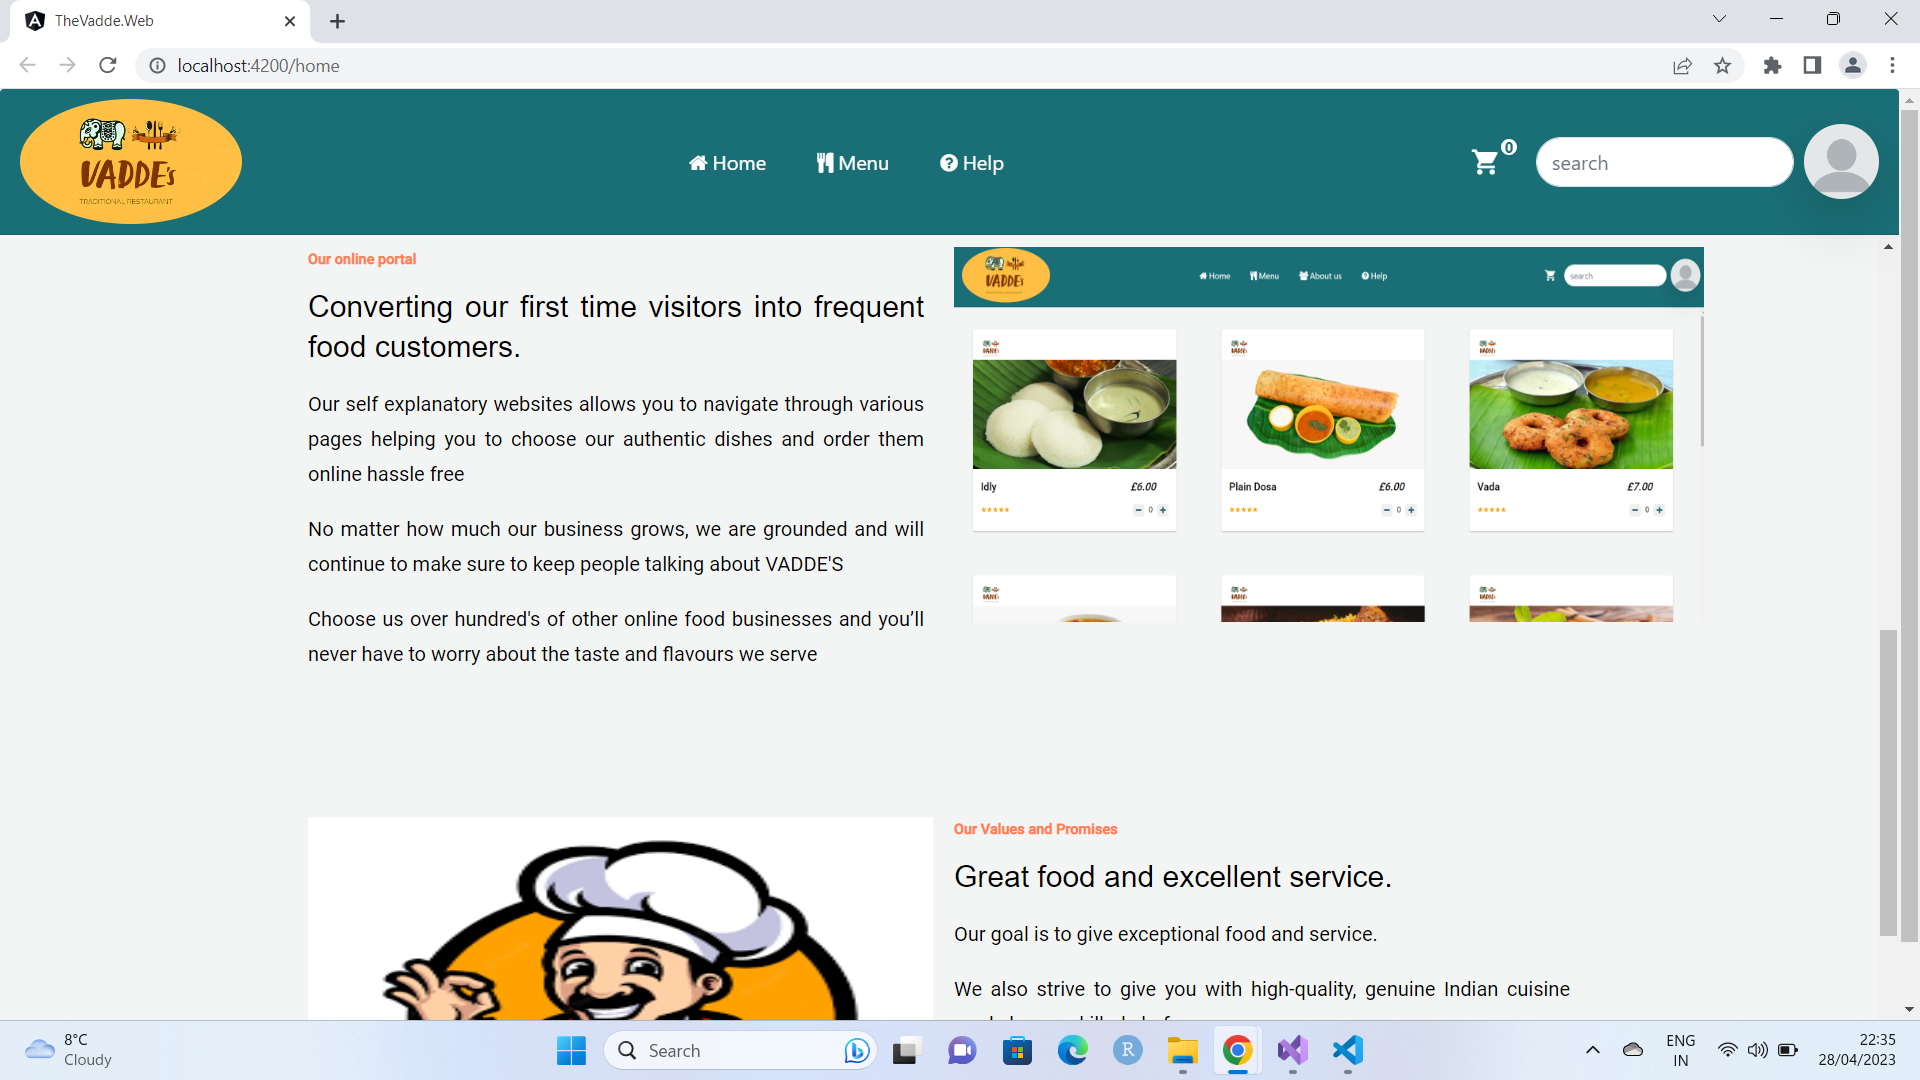 TheVadde.Web
localhost:4200/home
VADDE's
TRADITIONAL RESTAURANT
Home
Menu
Help
0
search
Our online portal
Converting our first time visitors into frequent
food customers.
Our self explanatory websites allows you to navigate through various
pages helping you to choose our authentic dishes and order them
online hassle free
No matter how much our business grows, we are grounded and will
continue to make sure to keep people talking about VADDE'S
Choose us over hundred's of other online food businesses and you’ll
never have to worry about the taste and flavours we serve
VADDE's
Home
Menu
About us
Help
search
VADDE's
VADDE's
VADDE's
Idly £6.00
0
Plain Dosa £6.00
0
Vada £7.00
0
VADDE's
VADDE's
VADDE's
Our Values and Promises
Great food and excellent service.
Our goal is to give exceptional food and service.
We also strive to give you with high-quality, genuine Indian cuisine
8°C
Cloudy
Search
R
ENG
IN
22:35
28/04/2023